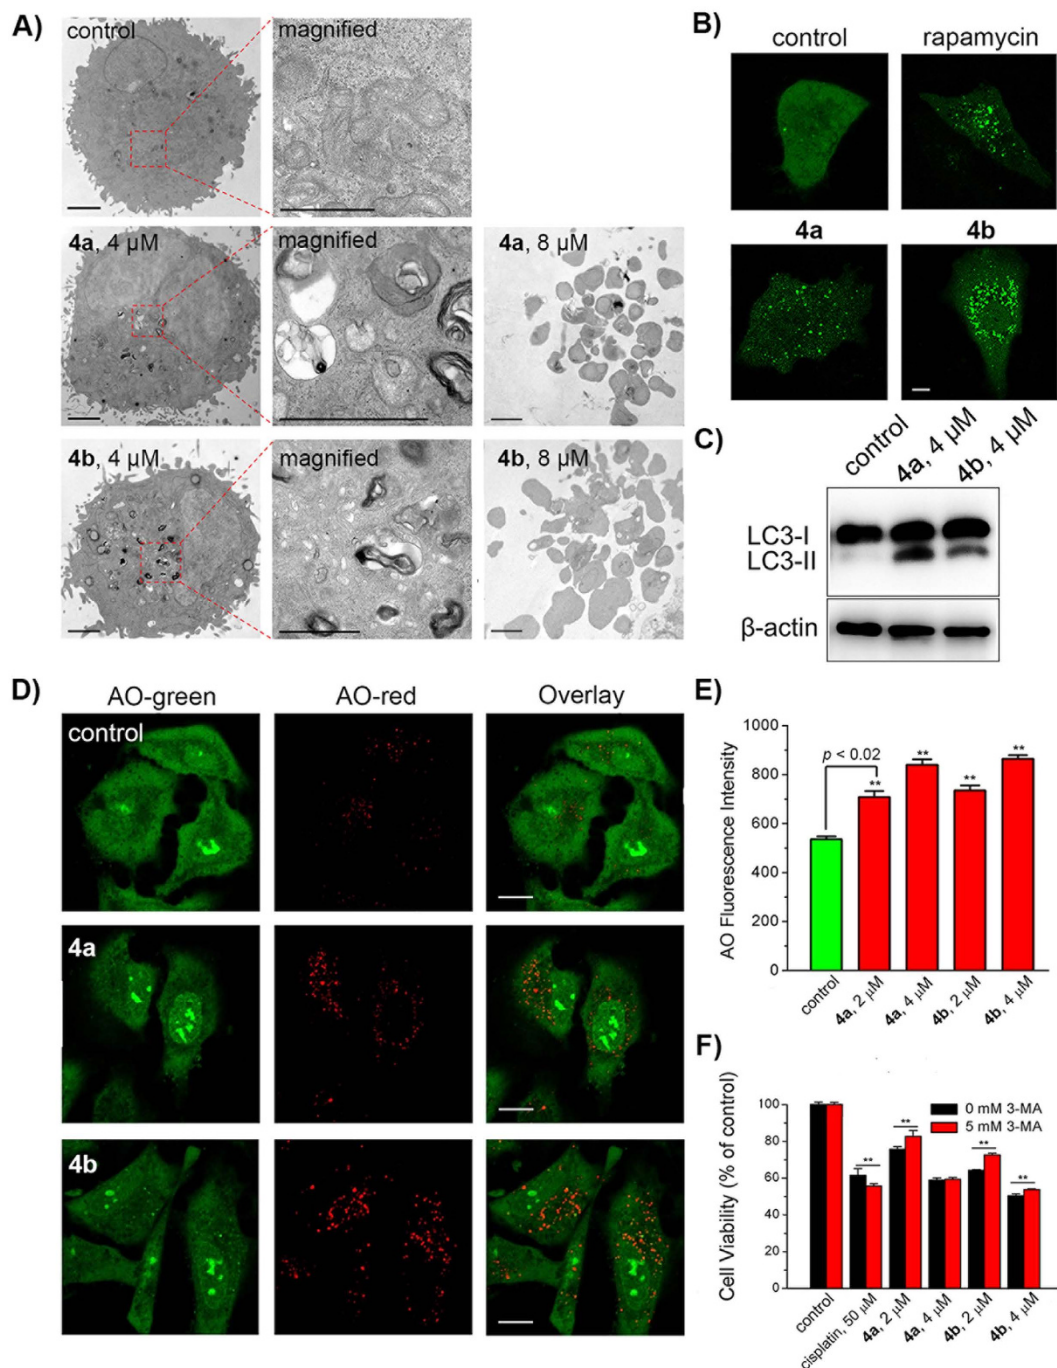 A)
control
magnified
4a, 4 µM
magnified
4a, 8 µM
4b, 4 µM
magnified
4b, 8 µM
B)
control
rapamycin
4a
4b
C)
control
4a, 4 µM
4b, 4 µM
LC3-I
LC3-II
β-actin
D)
AO-green
AO-red
Overlay
control
4a
4b
E)
AO Fluorescence Intensity
1000
800
600
400
200
0
p < 0.02
**
**
**
**
control
4a, 2 µM
4a, 4 µM
4b, 2 µM
4b, 4 µM
F)
Cell Viability (% of control)
100
80
60
40
20
0
0 mM 3-MA
5 mM 3-MA
**
**
**
**
control
cisplatin, 50 µM
4a, 2 µM
4a, 4 µM
4b, 2 µM
4b, 4 µM